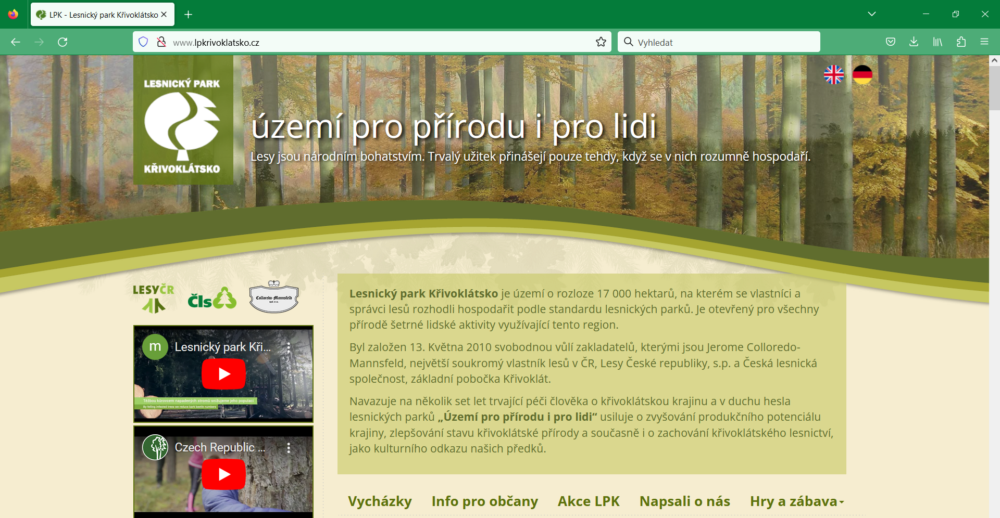 LPK - Lesnický park Křivoklátsko
www.lpkrivoklatsko.cz
Vyhledat
LESNICKÝ PARK
KŘIVOKLÁTSKO
území pro přírodu i pro lidi
Lesy jsou národním bohatstvím. Trvalý užitek přinášejí pouze tehdy, když se v nich rozumně hospodaří.
LESYČR
čls
Colloredo-Mannsfeld
spol. s r.o.
m
Lesnický park Kři...
Těžbou kůrovcem napadených stromů snižujeme jeho populaci
By felling infested trees we reduce bark beetle numbers
Czech Republic ...
Lesnický park Křivoklátsko je území o rozloze 17 000 hektarů, na kterém se vlastníci a
správci lesů rozhodli hospodařit podle standardu lesnických parků. Je otevřený pro všechny
přírodě šetrné lidské aktivity využívající tento region.
Byl založen 13. Května 2010 svobodnou vůlí zakladatelů, kterými jsou Jerome Colloredo-
Mannsfeld, největší soukromý vlastník lesů v ČR, Lesy České republiky, s.p. a Česká lesnická
společnost, základní pobočka Křivoklát.
Navazuje na několik set let trvající péči člověka o křivoklátskou krajinu a v duchu hesla
lesnických parků „Území pro přírodu i pro lidi“ usiluje o zvyšování produkčního potenciálu
krajiny, zlepšování stavu křivoklátské přírody a současně i o zachování křivoklátského lesnictví,
jako kulturního odkazu našich předků.
Vycházky Info pro občany Akce LPK Napsali o nás Hry a zábava